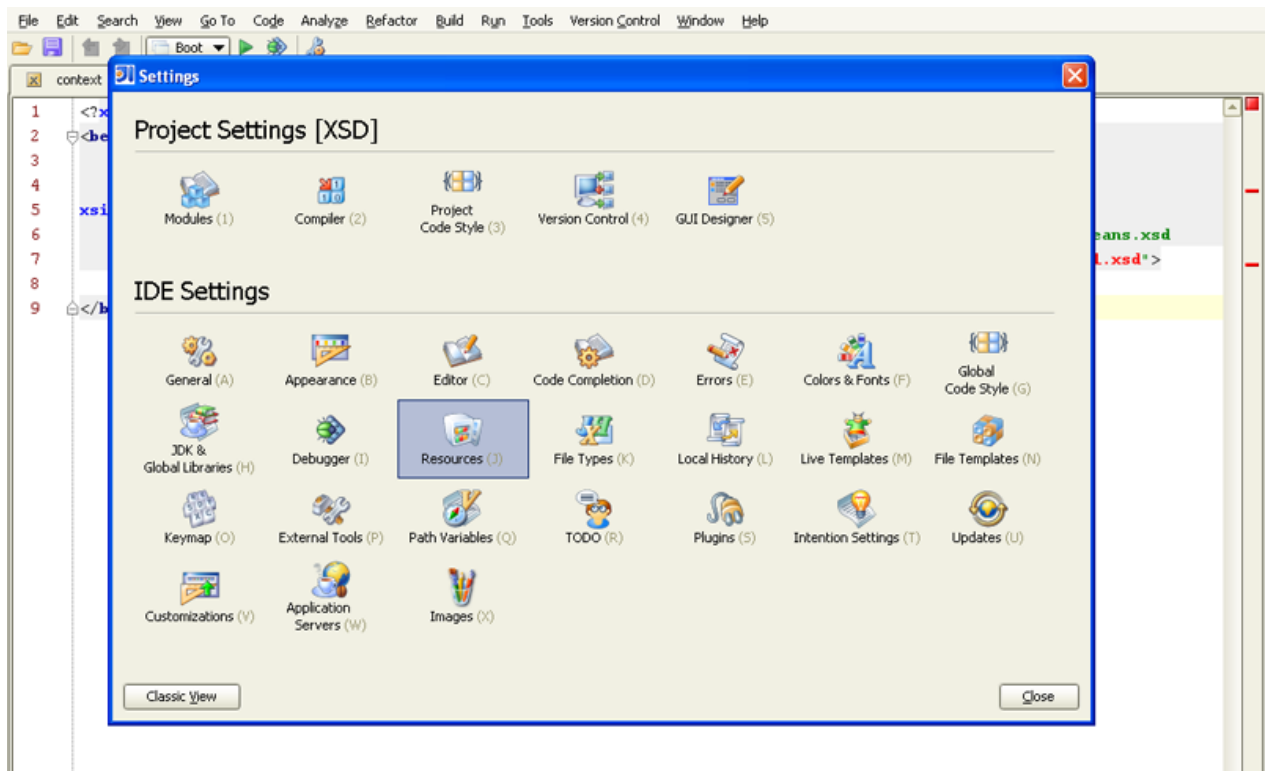 File Edit Search View Go To Code Analyze Refactor Build Run Tools Version Control Window Help
Boot
context
Settings
1 <?x
2 <be
3
4
5 xsi
6 eans.xsd
7 l.xsd">
8
9 </b
Project Settings [XSD]
Modules (1) Compiler (2) Project Code Style (3) Version Control (4) GUI Designer (5)
IDE Settings
General (A) Appearance (B) Editor (C) Code Completion (D) Errors (E) Colors & Fonts (F) Global Code Style (G)
JDK & Global Libraries (H) Debugger (I) Resources (J) File Types (K) Local History (L) Live Templates (M) File Templates (N)
Keymap (O) External Tools (P) Path Variables (Q) TODO (R) Plugins (S) Intention Settings (T) Updates (U)
Customizations (V) Application Servers (W) Images (X)
Classic View Close